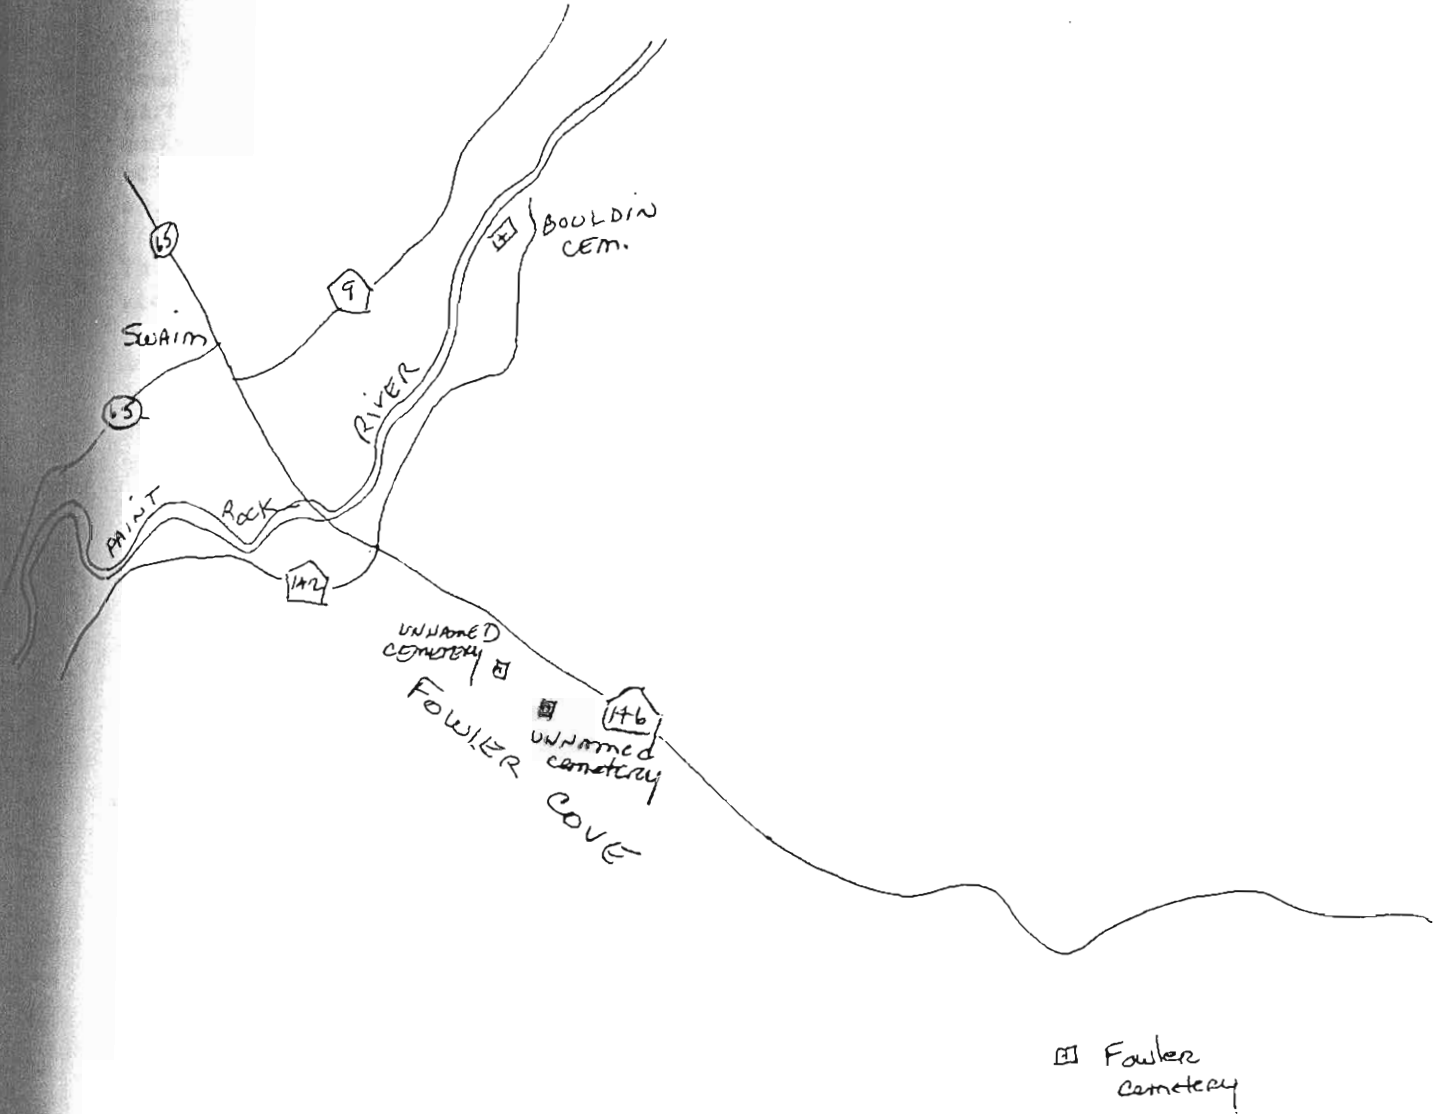 65
BOULDIN
CEM.
9
SWAIM
65
RIVER
PAINT
ROCK
142
UNNAMED
CEMETERY
FOWLER
COVE
146
UNNAMED
cemetery
Fowler
cemetery